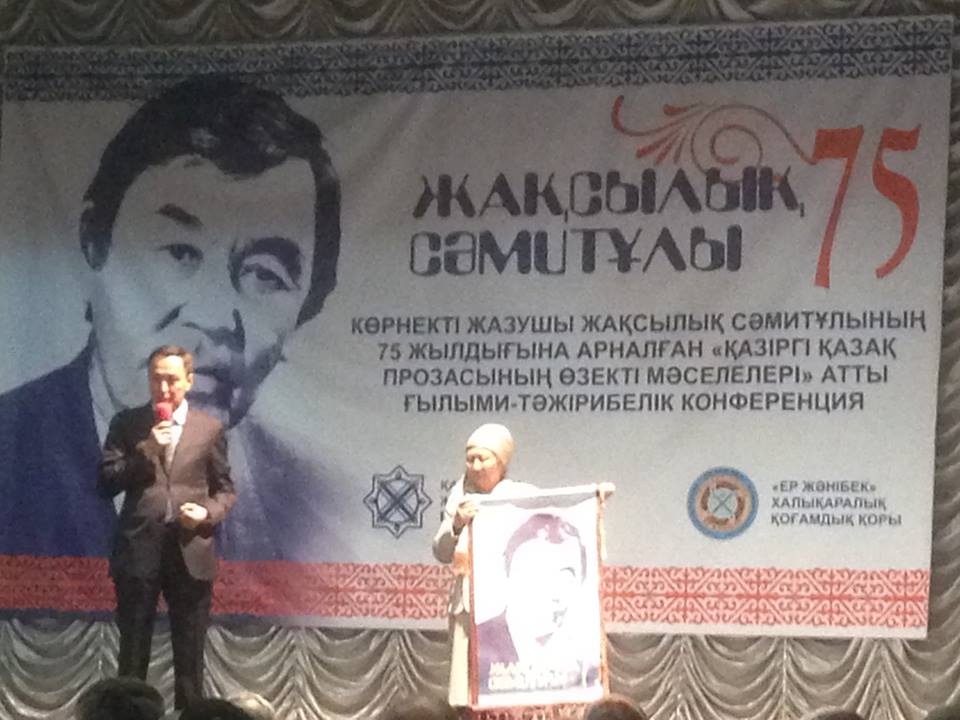 ЖАҚСЫЛЫҚ
СӘМИТҰЛЫ
75
КӨРНЕКТІ ЖАЗУШЫ ЖАҚСЫЛЫҚ СӘМИТҰЛЫНЫҢ
75 ЖЫЛДЫҒЫНА АРНАЛҒАН «ҚАЗІРГІ ҚАЗАҚ
ПРОЗАСЫНЫҢ ӨЗЕКТІ МӘСЕЛЕЛЕРІ» АТТЫ
ҒЫЛЫМИ-ТӘЖІРИБЕЛІК КОНФЕРЕНЦИЯ
«ЕР ЖӘНІБЕК»
ХАЛЫҚАРАЛЫҚ
ҚОҒАМДЫҚ ҚОРЫ